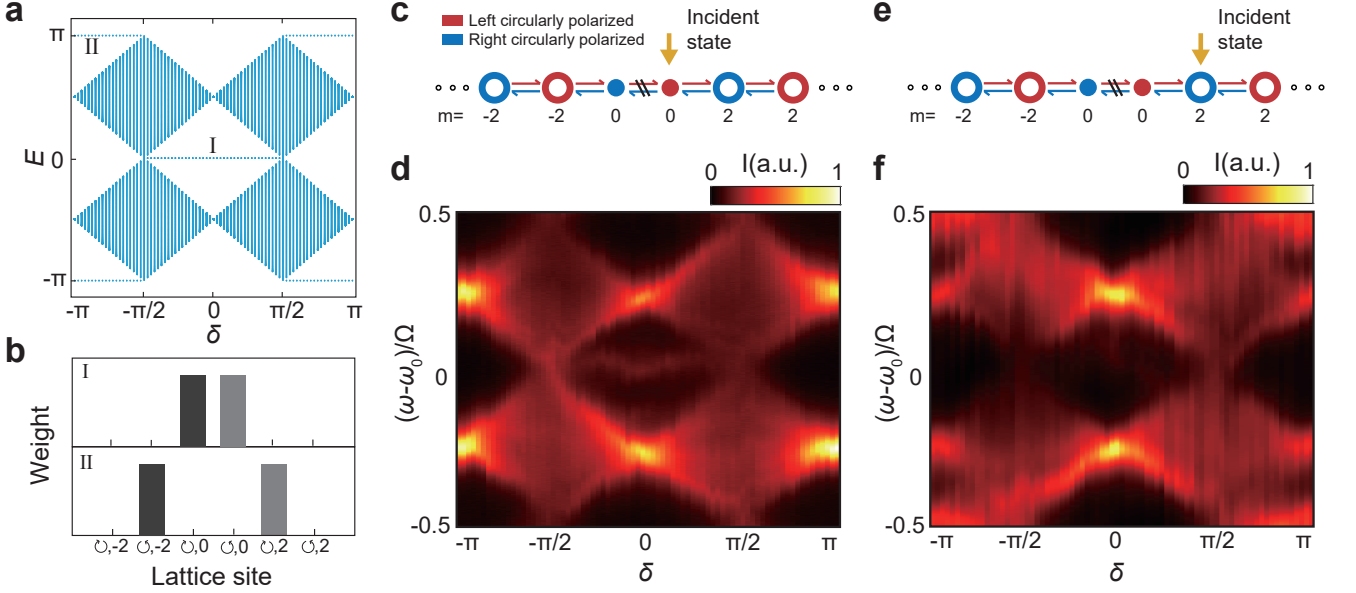 a
π
II
I
E 0
-π
-π -π/2 0 π/2 π
δ
b
I
Weight
II
↻,-2 ↺,-2 ↻,0 ↺,0 ↻,2 ↺,2
Lattice site
c
Left circularly polarized
Right circularly polarized
Incident
state
m= -2 -2 0 0 2 2
d
I(a.u.)
0 1
0.5
(ω-ω₀)/Ω
0
-0.5
-π -π/2 0 π/2 π
δ
e
Incident
state
m= -2 -2 0 0 2 2
f
I(a.u.)
0 1
0.5
(ω-ω₀)/Ω
0
-0.5
-π -π/2 0 π/2 π
δ